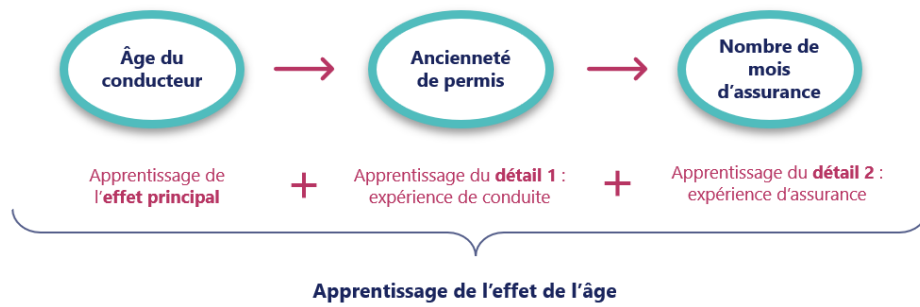 Âge du
conducteur
Ancienneté
de permis
Nombre de
mois
d'assurance
Apprentissage de
l'effet principal
+
Apprentissage du détail 1 :
expérience de conduite
+
Apprentissage du détail 2 :
expérience d'assurance
Apprentissage de l'effet de l'âge